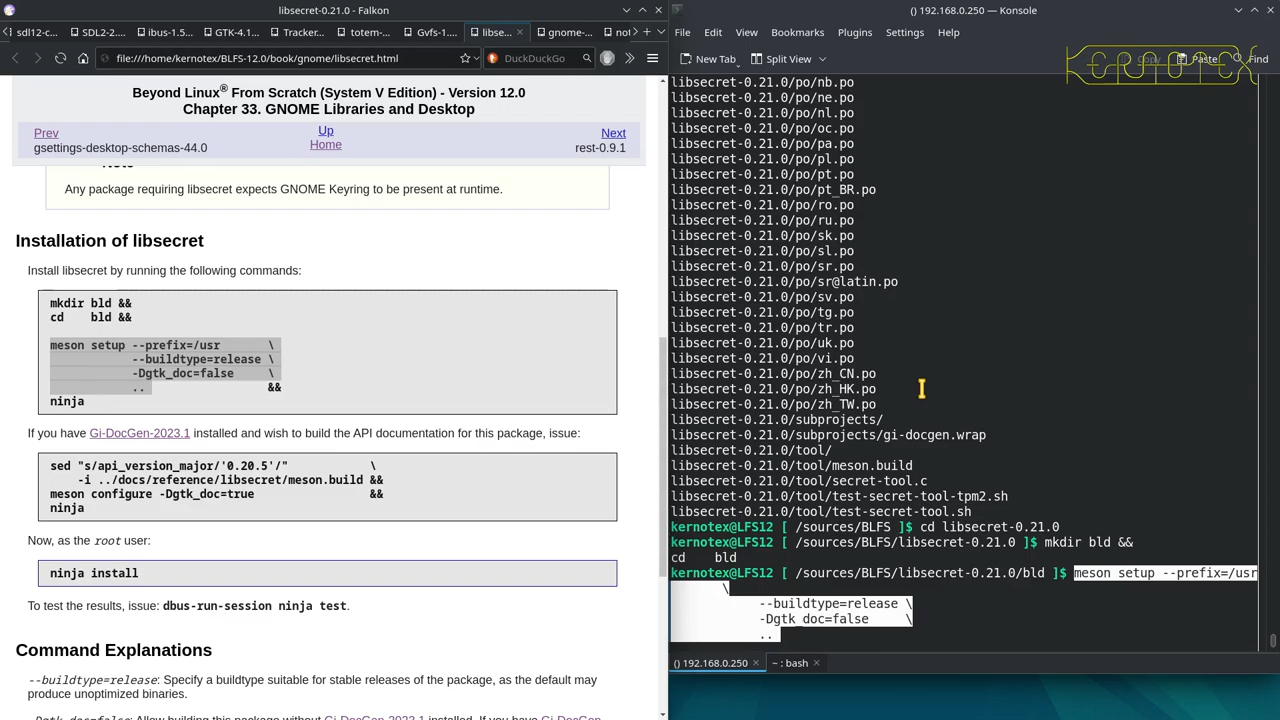 libsecret-0.21.0 - Falkon
sdl12-c...
SDL2-2....
ibus-1.5...
GTK-4.1...
Tracker...
totem-...
Gvfs-1....
libse...
gnome-...
file:///home/kernotex/BLFS-12.0/book/gnome/libsecret.html
DuckDuckGo
Beyond Linux® From Scratch (System V Edition) - Version 12.0
Chapter 33. GNOME Libraries and Desktop
Prev
Up
Next
gsettings-desktop-schemas-44.0
Home
rest-0.9.1
Note
Any package requiring libsecret expects GNOME Keyring to be present at runtime.
Installation of libsecret
Install libsecret by running the following commands:
mkdir bld &&
cd    bld &&
meson setup --prefix=/usr       \
--buildtype=release \
-Dgtk_doc=false     \
..                  &&
ninja
If you have Gi-DocGen-2023.1 installed and wish to build the API documentation for this package, issue:
sed "s/api_version_major/'0.20.5'/"            \
-i ../docs/reference/libsecret/meson.build &&
meson configure -Dgtk_doc=true                 &&
ninja
Now, as the root user:
ninja install
To test the results, issue: dbus-run-session ninja test.
Command Explanations
--buildtype=release: Specify a buildtype suitable for stable releases of the package, as the default may
produce unoptimized binaries.
-Dgtk_doc=false: Allow building this package without Gi-DocGen-2023.1 installed. If you have Gi-DocGen-
() 192.168.0.250 — Konsole
File
Edit
View
Bookmarks
Plugins
Settings
Help
New Tab
Split View
Copy
Paste
Find
KERNOTEX
libsecret-0.21.0/po/nb.po
libsecret-0.21.0/po/ne.po
libsecret-0.21.0/po/nl.po
libsecret-0.21.0/po/oc.po
libsecret-0.21.0/po/pa.po
libsecret-0.21.0/po/pl.po
libsecret-0.21.0/po/pt.po
libsecret-0.21.0/po/pt_BR.po
libsecret-0.21.0/po/ro.po
libsecret-0.21.0/po/ru.po
libsecret-0.21.0/po/sk.po
libsecret-0.21.0/po/sl.po
libsecret-0.21.0/po/sr.po
libsecret-0.21.0/po/sr@latin.po
libsecret-0.21.0/po/sv.po
libsecret-0.21.0/po/tg.po
libsecret-0.21.0/po/tr.po
libsecret-0.21.0/po/uk.po
libsecret-0.21.0/po/vi.po
libsecret-0.21.0/po/zh_CN.po
libsecret-0.21.0/po/zh_HK.po
libsecret-0.21.0/po/zh_TW.po
libsecret-0.21.0/subprojects/
libsecret-0.21.0/subprojects/gi-docgen.wrap
libsecret-0.21.0/tool/
libsecret-0.21.0/tool/meson.build
libsecret-0.21.0/tool/secret-tool.c
libsecret-0.21.0/tool/test-secret-tool-tpm2.sh
libsecret-0.21.0/tool/test-secret-tool.sh
kernotex@LFS12 [ /sources/BLFS ]$ cd libsecret-0.21.0
kernotex@LFS12 [ /sources/BLFS/libsecret-0.21.0 ]$ mkdir bld &&
cd    bld
kernotex@LFS12 [ /sources/BLFS/libsecret-0.21.0/bld ]$ meson setup --prefix=/usr
\
--buildtype=release \
-Dgtk_doc=false     \
..
() 192.168.0.250
~ : bash